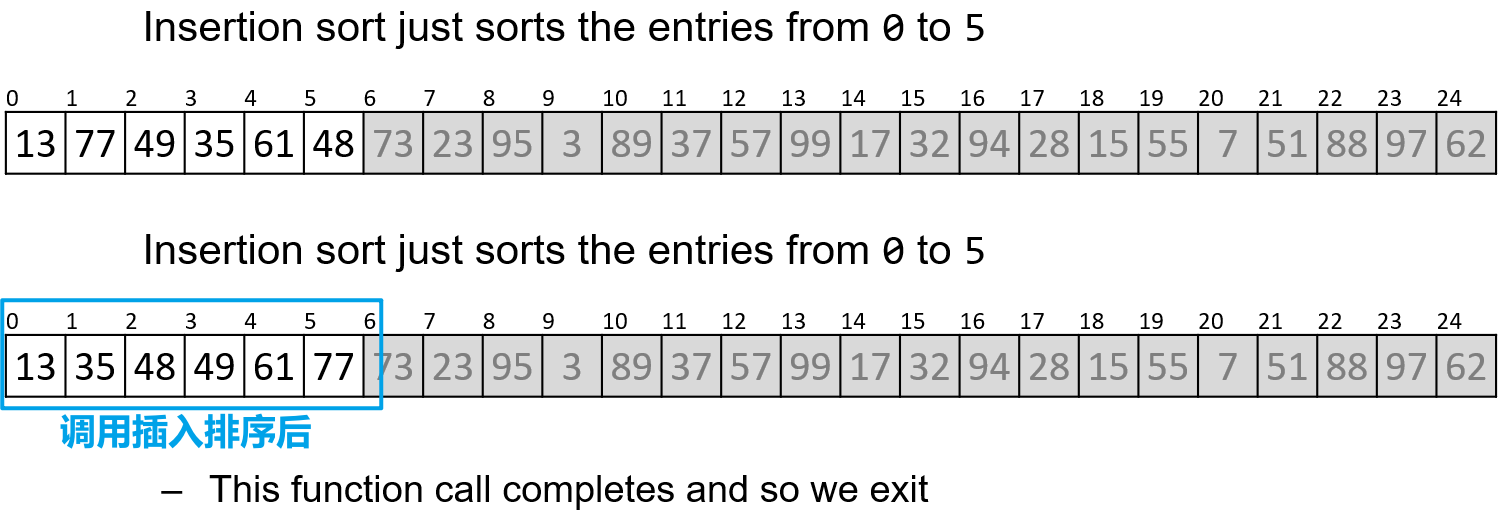 Insertion sort just sorts the entries from 0 to 5
0 1 2 3 4 5 6 7 8 9 10 11 12 13 14 15 16 17 18 19 20 21 22 23 24
13 77 49 35 61 48 73 23 95 3 89 37 57 99 17 32 94 28 15 55 7 51 88 97 62
Insertion sort just sorts the entries from 0 to 5
0 1 2 3 4 5 6 7 8 9 10 11 12 13 14 15 16 17 18 19 20 21 22 23 24
13 35 48 49 61 77 73 23 95 3 89 37 57 99 17 32 94 28 15 55 7 51 88 97 62
调用插入排序后
– This function call completes and so we exit